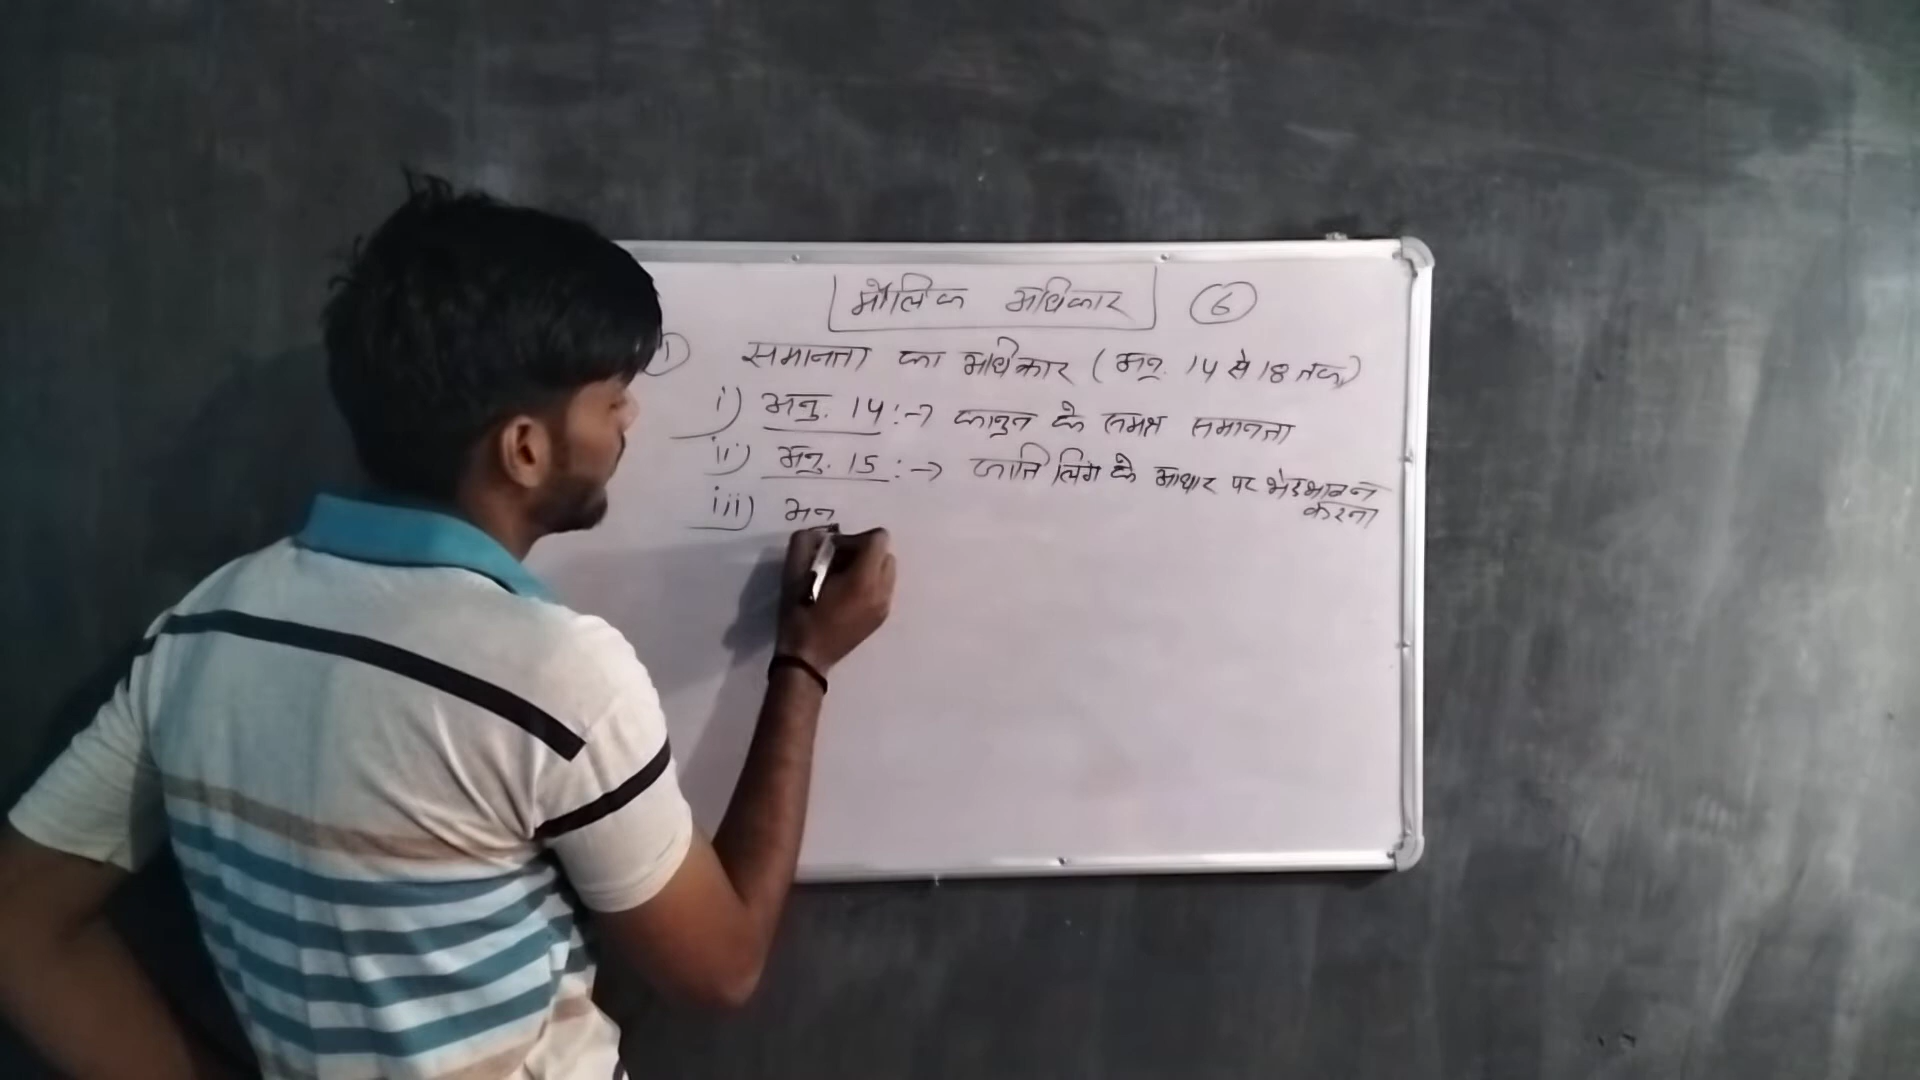 मौलिक अधिकार 6
1) समानता का अधिकार ( अनु. 14 से 18 तक )
i) अनु. 14 :→ कानुन के समक्ष समानता
ii) अनु. 15 :→ जाति लिंग के आधार पर भेदभाव न
करना
iii) अनु